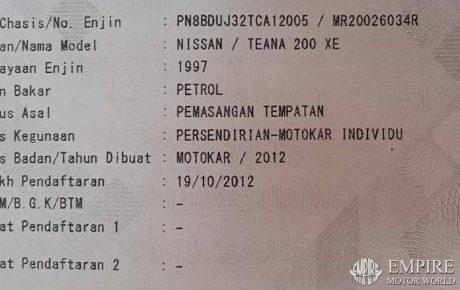 Chasis/No. Enjin : PN8BDUJ32TCA12005 / MR20026034R
an/Nama Model : NISSAN / TEANA 200 XE
ayaan Enjin : 1997
n Bakar : PETROL
us Asal : PEMASANGAN TEMPATAN
s Kegunaan : PERSENDIRIAN-MOTOKAR INDIVIDU
s Badan/Tahun Dibuat : MOTOKAR / 2012
kh Pendaftaran : 19/10/2012
M/B.G.K/BTM : -
at Pendaftaran 1 : -
at Pendaftaran 2 : -
EMPIRE
MOTOR WORLD